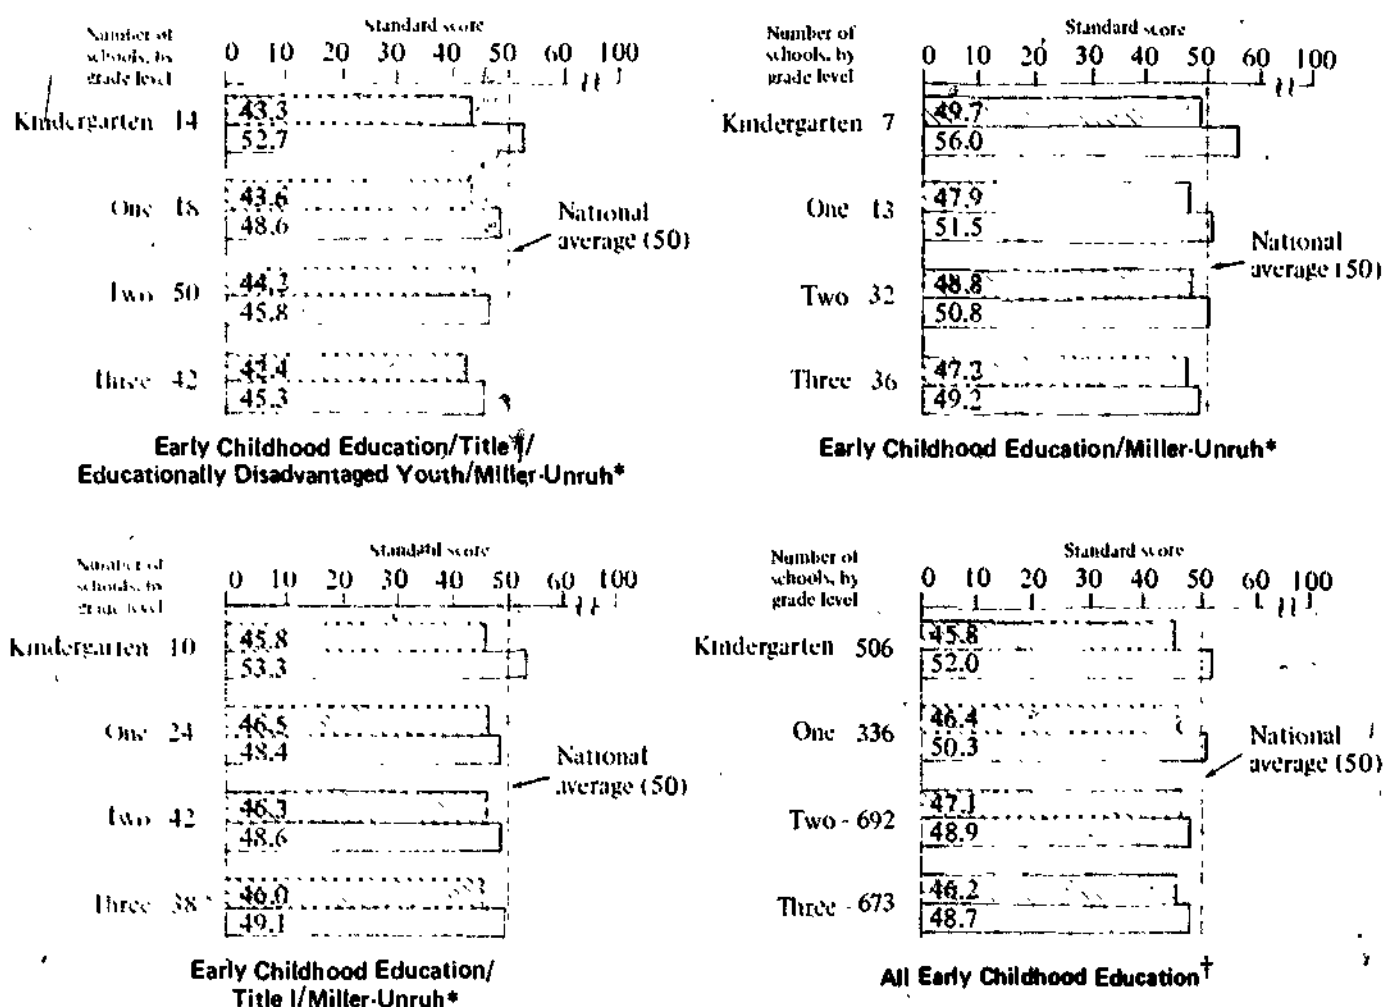 Number of
schools, by
grade level
Standard score
0 10 20 30 40 50 60 100
Kindergarten 14
43.3
52.7
One 18
43.6
48.6
Two 50
44.2
45.8
Three 42
42.4
45.3
National
average (50)
Early Childhood Education/Title I/
Educationally Disadvantaged Youth/Miller-Unruh*
Number of
schools, by
grade level
Standard score
0 10 20 30 40 50 60 100
Kindergarten 7
49.7
56.0
One 13
47.9
51.5
Two 32
48.8
50.8
Three 36
47.2
49.2
National
average (50)
Early Childhood Education/Miller-Unruh*
Number of
schools, by
grade level
Standard score
0 10 20 30 40 50 60 100
Kindergarten 10
45.8
53.3
One 24
46.5
48.4
Two 42
46.3
48.6
Three 38
46.0
49.1
National
average (50)
Early Childhood Education/
Title I/Miller-Unruh*
Number of
schools, by
grade level
Standard score
0 10 20 30 40 50 60 100
Kindergarten 506
45.8
52.0
One 336
46.4
50.3
Two - 692
47.1
48.9
Three - 673
46.2
48.7
National
average (50)
All Early Childhood Education†